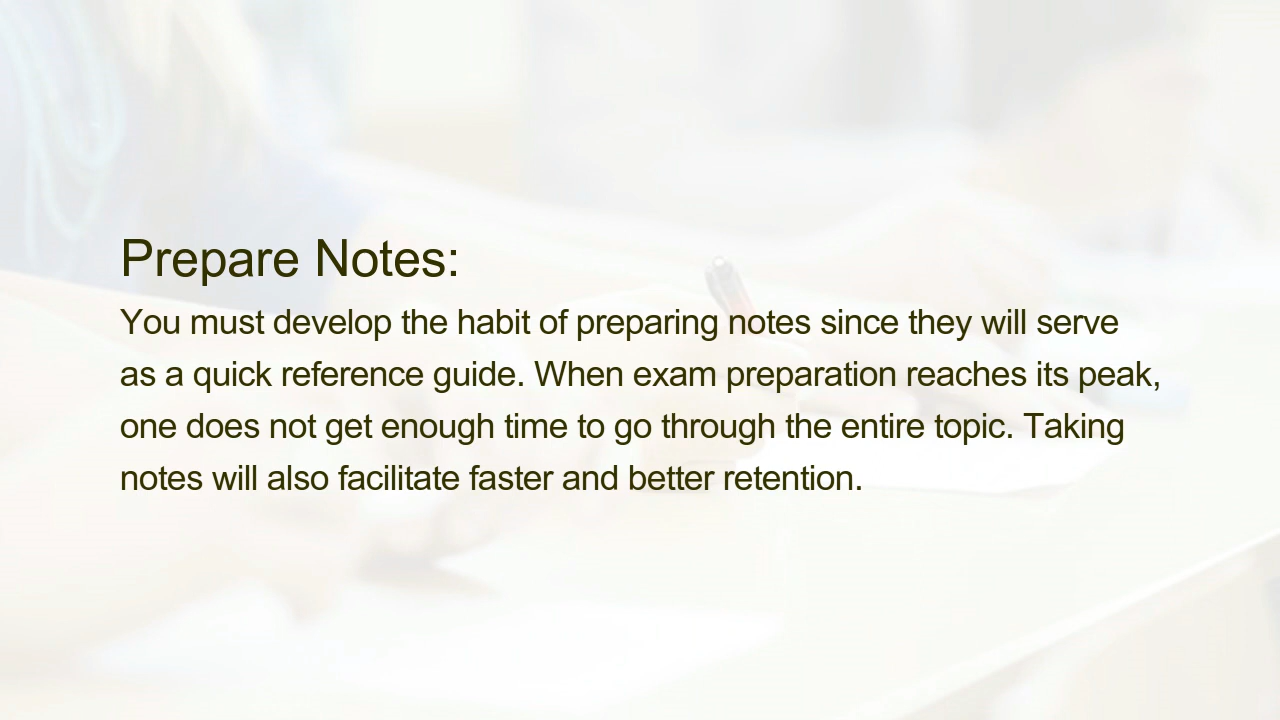 Prepare Notes:
You must develop the habit of preparing notes since they will serve
as a quick reference guide. When exam preparation reaches its peak,
one does not get enough time to go through the entire topic. Taking
notes will also facilitate faster and better retention.